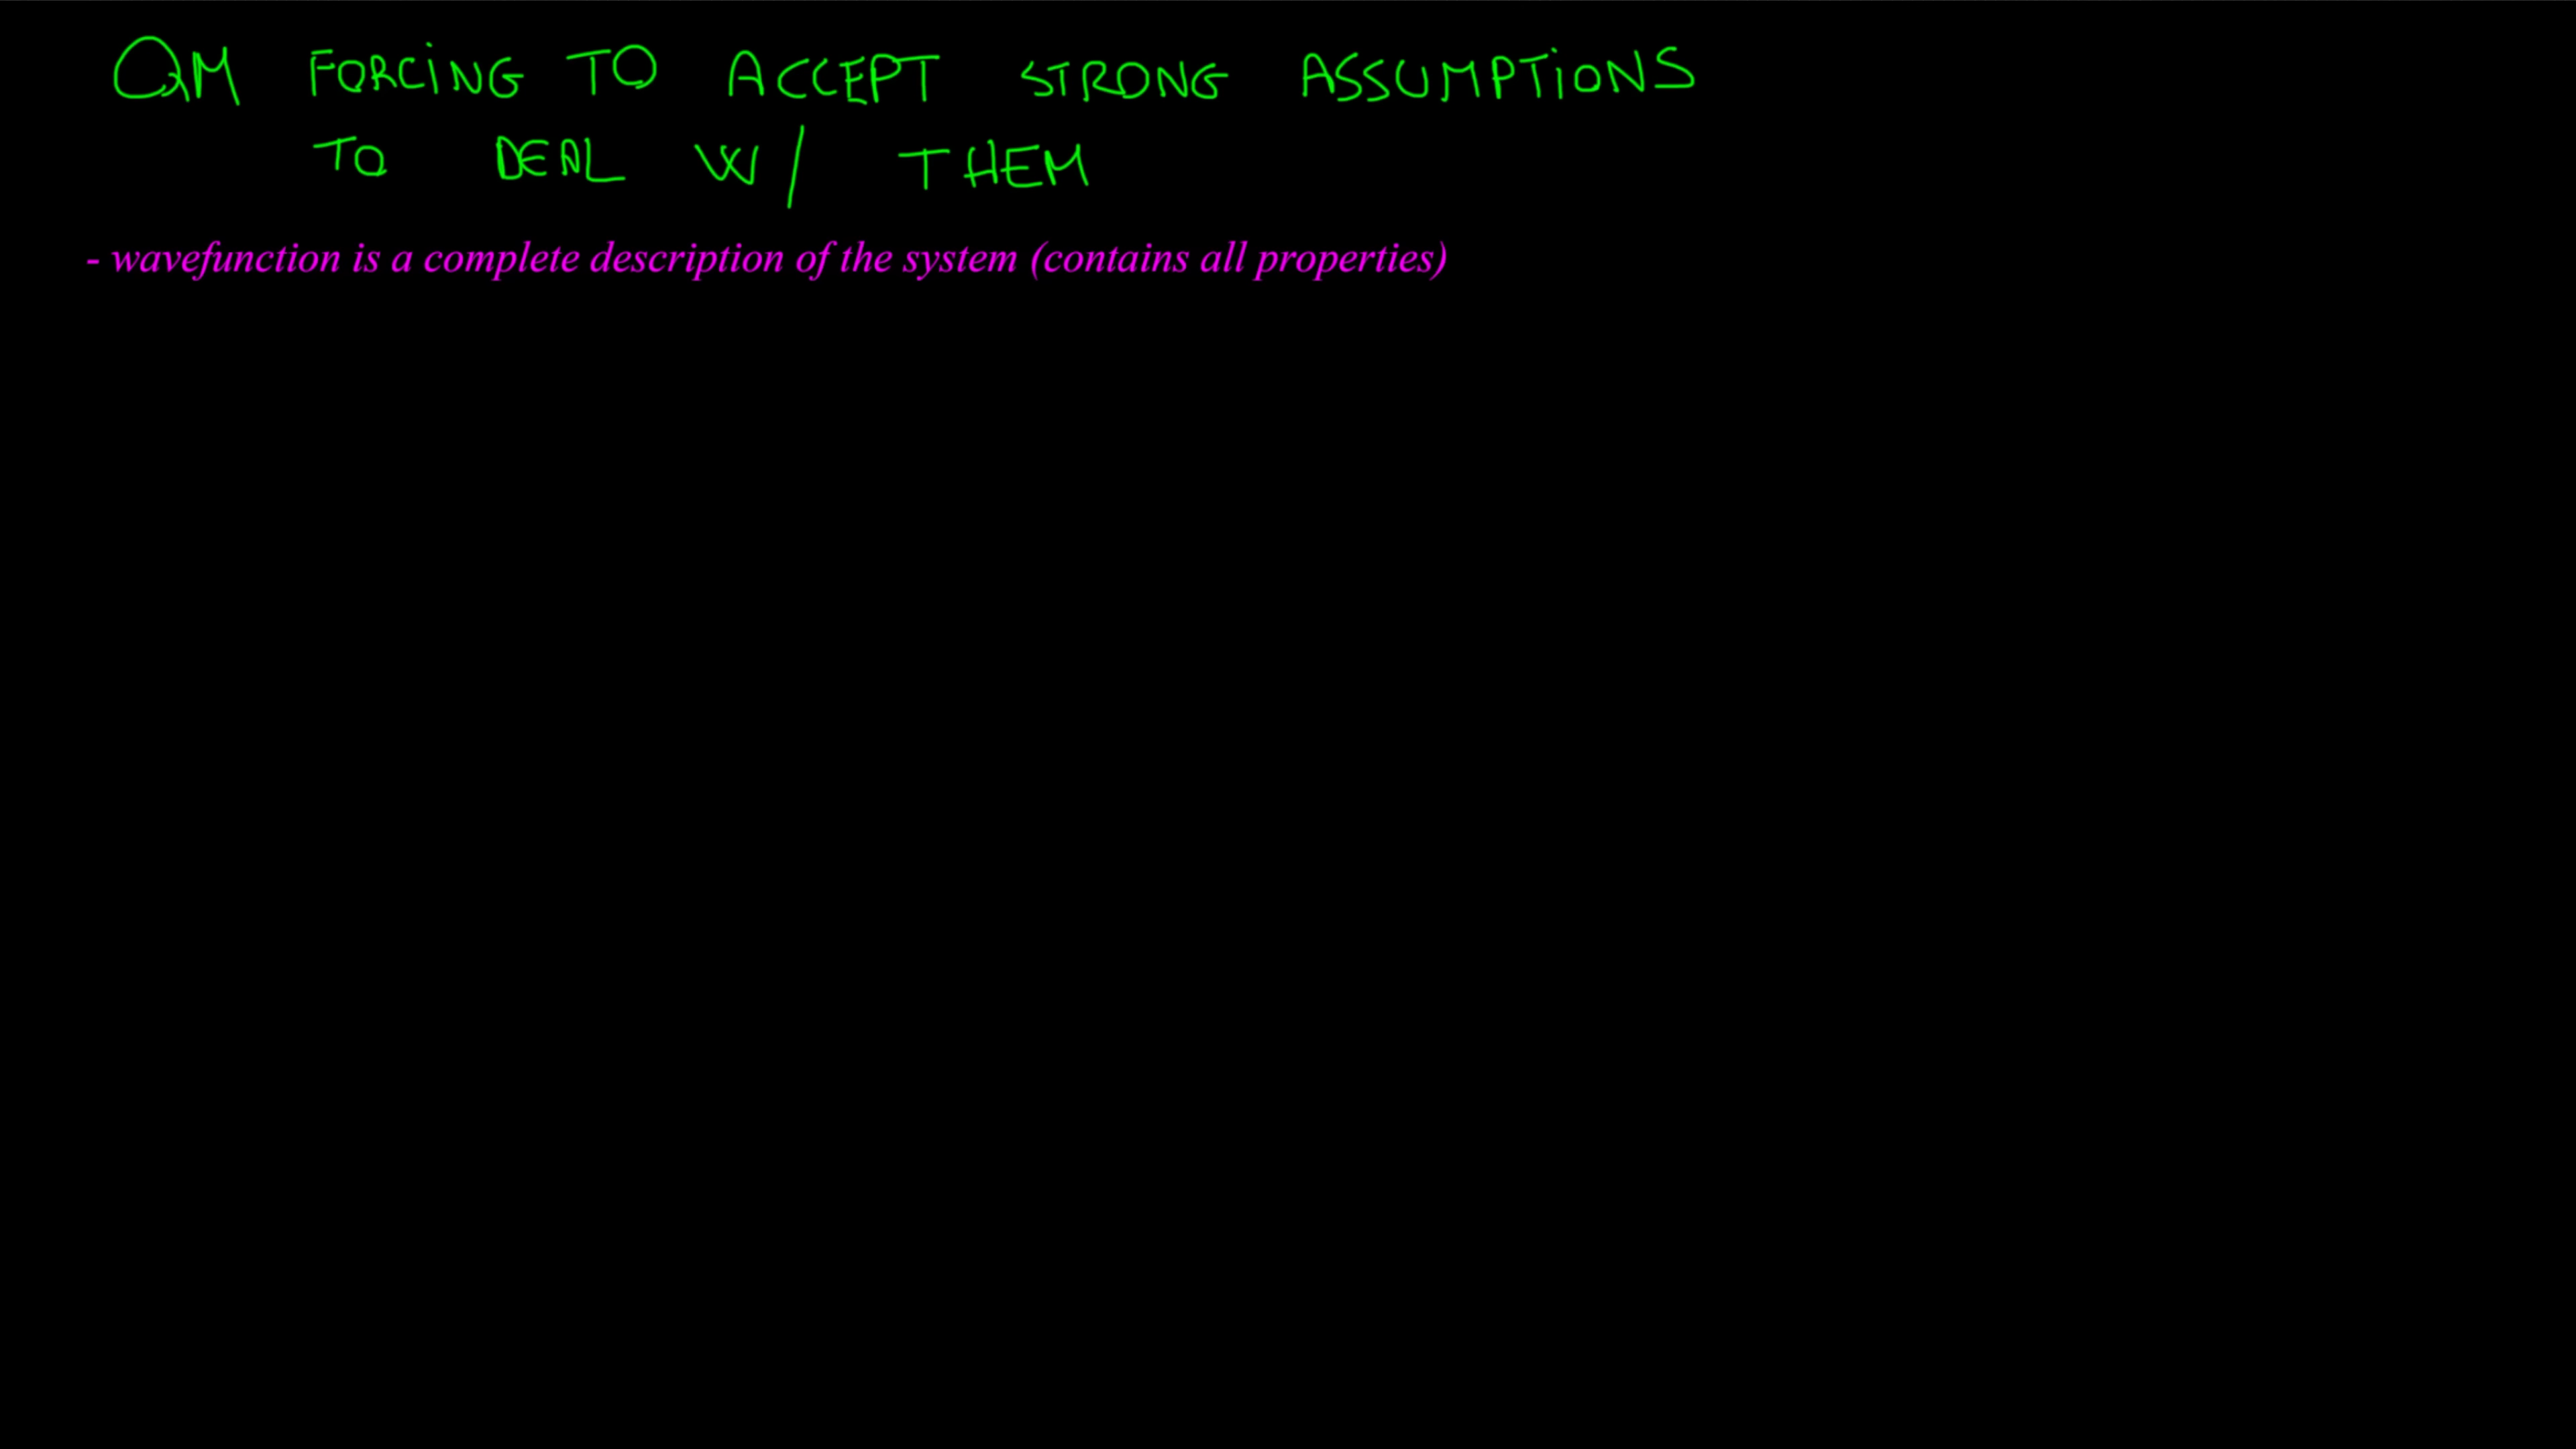 QM FORCING TO ACCEPT STRONG ASSUMPTIONS
TO DEAL W/ THEM
- wavefunction is a complete description of the system (contains all properties)